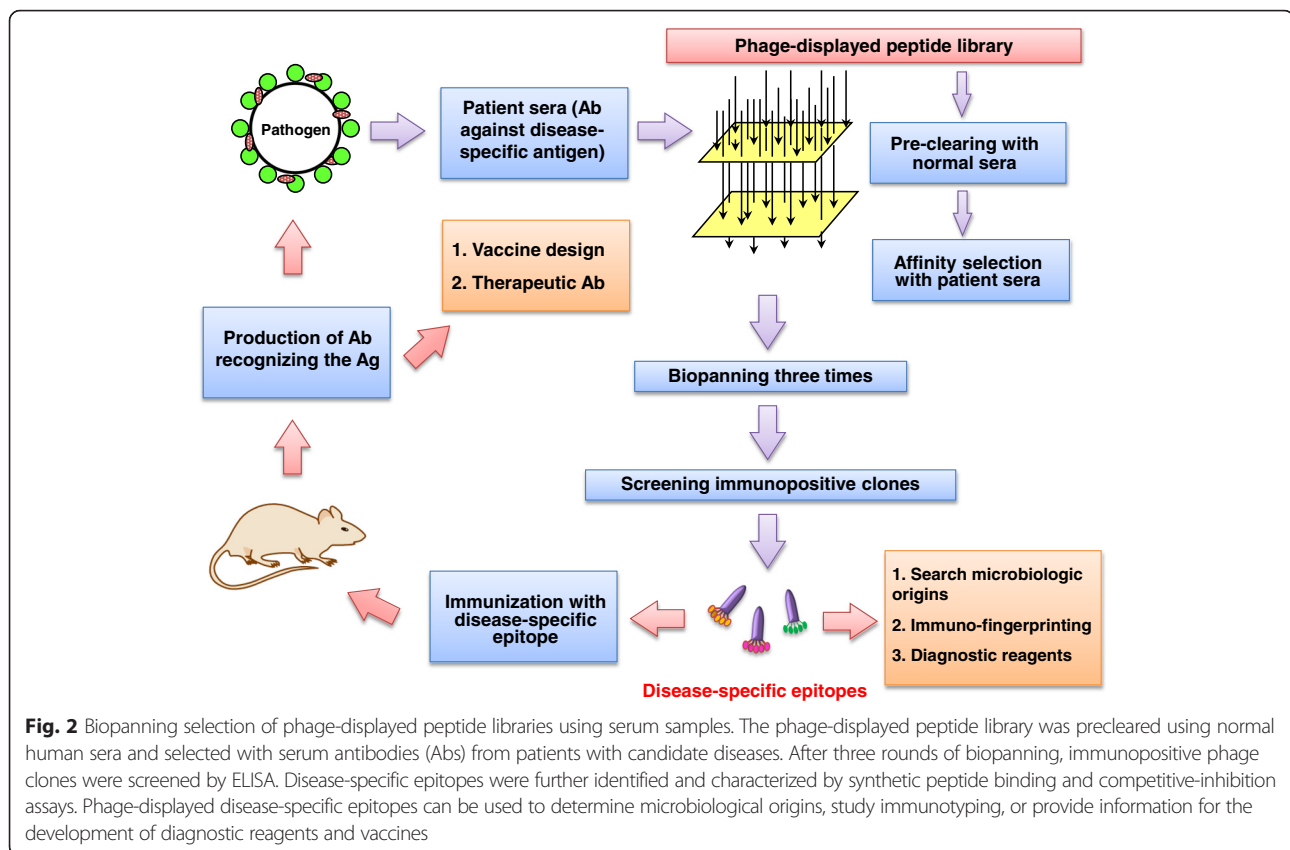 Phage-displayed peptide library
Pathogen
Patient sera (Ab
against disease-
specific antigen)
Pre-clearing with
normal sera
Affinity selection
with patient sera
1. Vaccine design
2. Therapeutic Ab
Production of Ab
recognizing the Ag
Biopanning three times
Screening immunopositive clones
Immunization with
disease-specific
epitope
1. Search microbiologic
origins
2. Immuno-fingerprinting
3. Diagnostic reagents
Disease-specific epitopes
Fig. 2 Biopanning selection of phage-displayed peptide libraries using serum samples. The phage-displayed peptide library was precleared using normal
human sera and selected with serum antibodies (Abs) from patients with candidate diseases. After three rounds of biopanning, immunopositive phage
clones were screened by ELISA. Disease-specific epitopes were further identified and characterized by synthetic peptide binding and competitive-inhibition
assays. Phage-displayed disease-specific epitopes can be used to determine microbiological origins, study immunotyping, or provide information for the
development of diagnostic reagents and vaccines